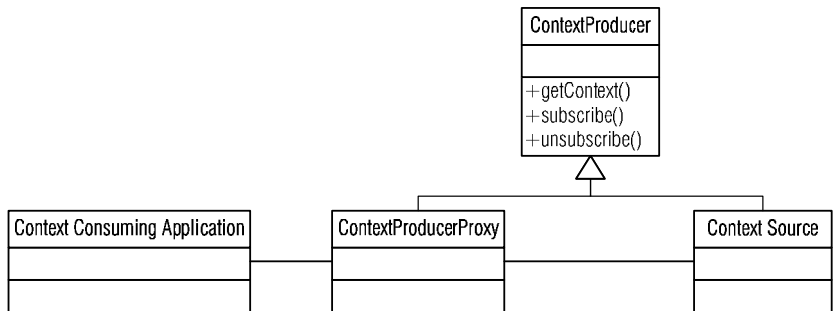 ContextProducer
+getContext()
+subscribe()
+unsubscribe()
Context Consuming Application
ContextProducerProxy
Context Source